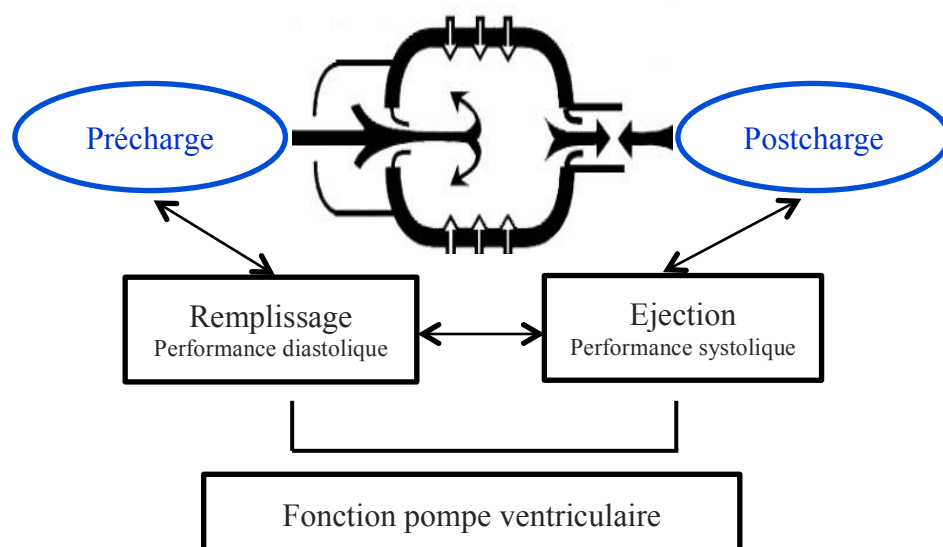 Précharge
Postcharge
Remplissage
Performance diastolique
Ejection
Performance systolique
Fonction pompe ventriculaire